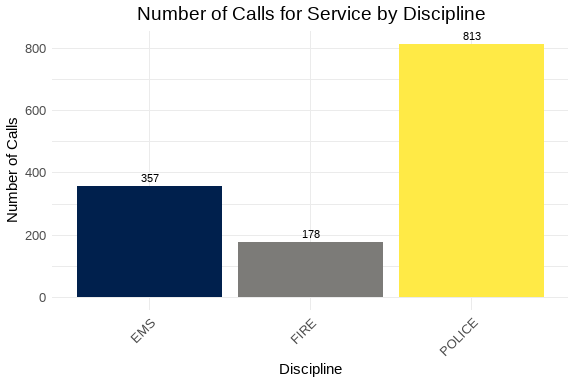 Number of Calls for Service by Discipline
813
800
600
Number of Calls
400
357
200
178
0
EMS
FIRE
POLICE
Discipline